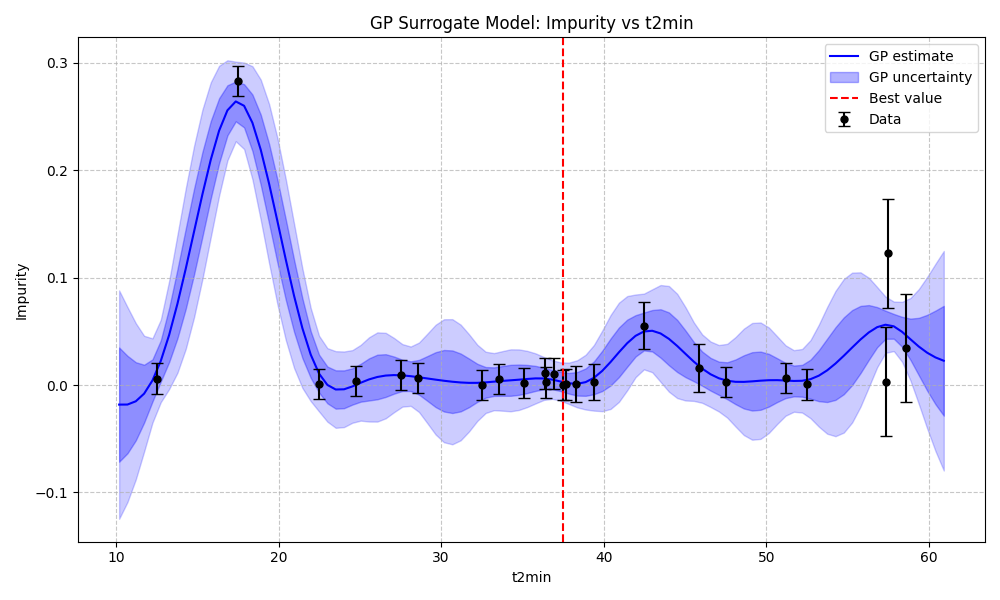 GP Surrogate Model: Impurity vs t2min
GP estimate
GP uncertainty
Best value
Data
Impurity
0.3
0.2
0.1
0.0
−0.1
10 20 30 40 50 60
t2min